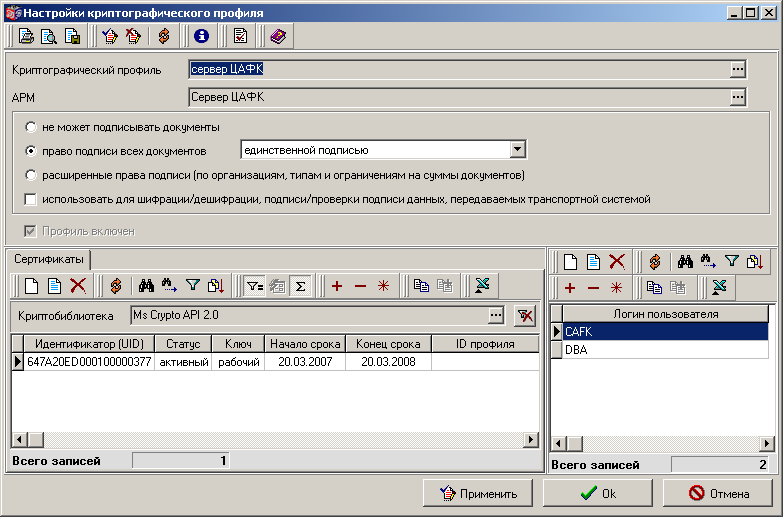 Настройки криптографического профиля
Криптографический профиль
сервер ЦАФК
АРМ
Сервер ЦАФК
не может подписывать документы
право подписи всех документов
единственной подписью
расширенные права подписи (по организациям, типам и ограничениям на суммы документов)
использовать для шифрации/дешифрации, подписи/проверки подписи данных, передаваемых транспортной системой
Профиль включен
Сертификаты
Криптобиблиотека
Ms Crypto API 2.0
Идентификатор (UID) Статус Ключ Начало срока Конец срока ID профиля
647A20ED000100000377 активный рабочий 20.03.2007 20.03.2008
Всего записей 1
Логин пользователя
CAFK
DBA
Всего записей 2
Применить Ok Отмена